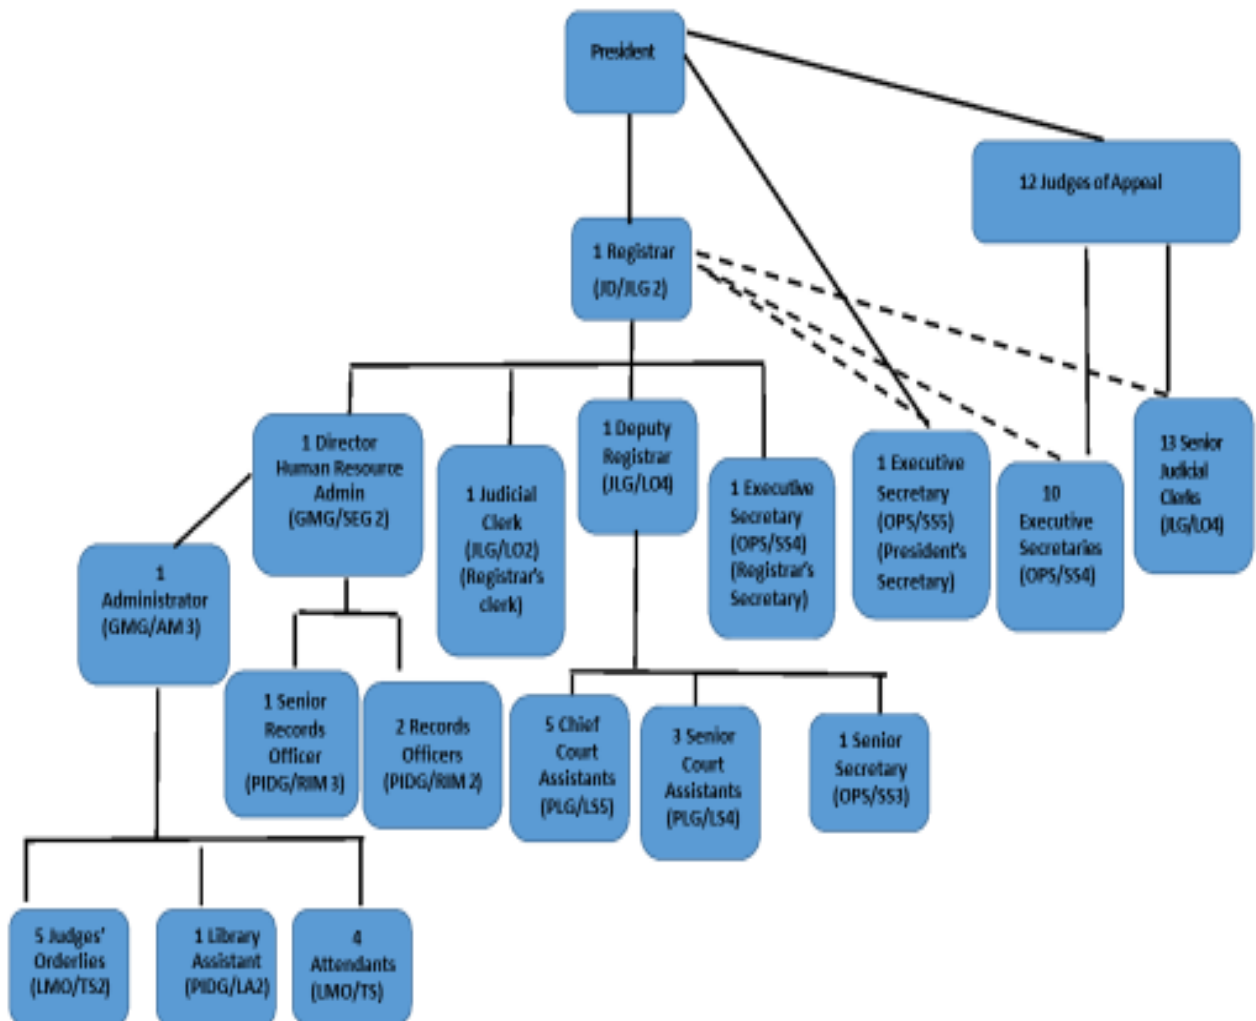 President
12 Judges of Appeal
1 Registrar
(JD/JLG 2)
1 Director
Human Resource
Admin
(GMG/SEG 2)
1 Judicial
Clerk
(JLG/LO2)
(Registrar's
clerk)
1 Deputy
Registrar
(JLG/LO4)
1 Executive
Secretary
(OPS/SS4)
(Registrar's
Secretary)
1 Executive
Secretary
(OPS/SS5)
(President's
Secretary)
10
Executive
Secretaries
(OPS/SS4)
13 Senior
Judicial
Clerks
(JLG/LO4)
1
Administrator
(GMG/AM 3)
1 Senior
Records
Officer
(PIDG/RIM 3)
2 Records
Officers
(PIDG/RIM 2)
5 Chief
Court
Assistants
(PLG/LS5)
3 Senior
Court
Assistants
(PLG/LS4)
1 Senior
Secretary
(OPS/SS3)
5 Judges'
Orderlies
(LMO/TS2)
1 Library
Assistant
(PIDG/LA2)
4
Attendants
(LMO/TS)